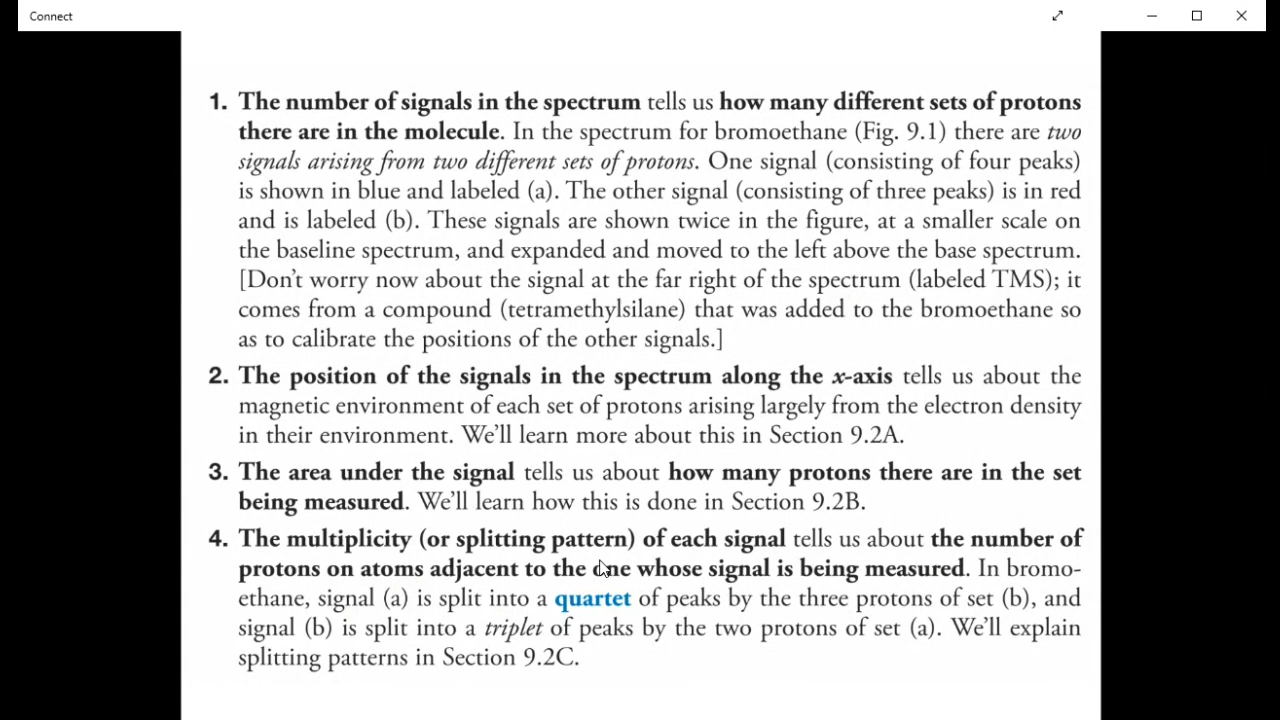 Connect
1. The number of signals in the spectrum tells us how many different sets of protons
there are in the molecule. In the spectrum for bromoethane (Fig. 9.1) there are two
signals arising from two different sets of protons. One signal (consisting of four peaks)
is shown in blue and labeled (a). The other signal (consisting of three peaks) is in red
and is labeled (b). These signals are shown twice in the figure, at a smaller scale on
the baseline spectrum, and expanded and moved to the left above the base spectrum.
[Don't worry now about the signal at the far right of the spectrum (labeled TMS); it
comes from a compound (tetramethylsilane) that was added to the bromoethane so
as to calibrate the positions of the other signals.]
2. The position of the signals in the spectrum along the x-axis tells us about the
magnetic environment of each set of protons arising largely from the electron density
in their environment. We'll learn more about this in Section 9.2A.
3. The area under the signal tells us about how many protons there are in the set
being measured. We'll learn how this is done in Section 9.2B.
4. The multiplicity (or splitting pattern) of each signal tells us about the number of
protons on atoms adjacent to the one whose signal is being measured. In bromo-
ethane, signal (a) is split into a quartet of peaks by the three protons of set (b), and
signal (b) is split into a triplet of peaks by the two protons of set (a). We'll explain
splitting patterns in Section 9.2C.